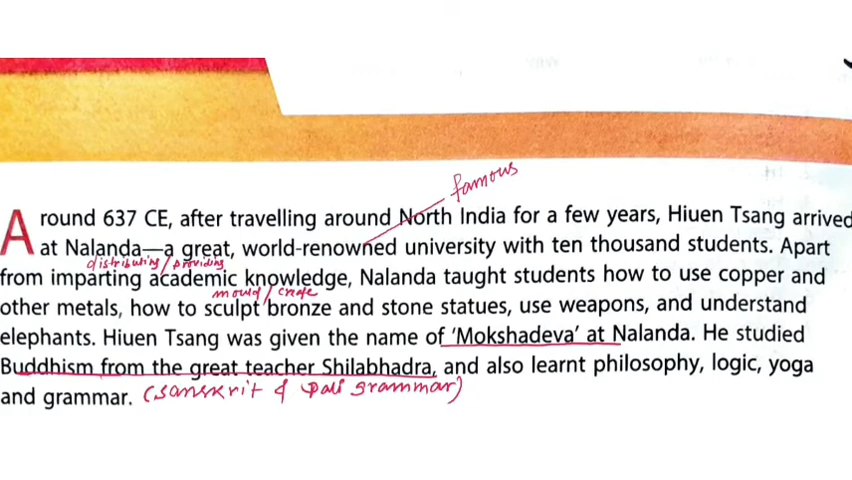 famous
Around 637 CE, after travelling around North India for a few years, Hiuen Tsang arrived
at Nalanda—a great, world-renowned university with ten thousand students. Apart
distributing / providing
from imparting academic knowledge, Nalanda taught students how to use copper and
mould / create
other metals, how to sculpt bronze and stone statues, use weapons, and understand
elephants. Hiuen Tsang was given the name of 'Mokshadeva' at Nalanda. He studied
Buddhism from the great teacher Shilabhadra, and also learnt philosophy, logic, yoga
and grammar. (sanskrit & Pali grammar)